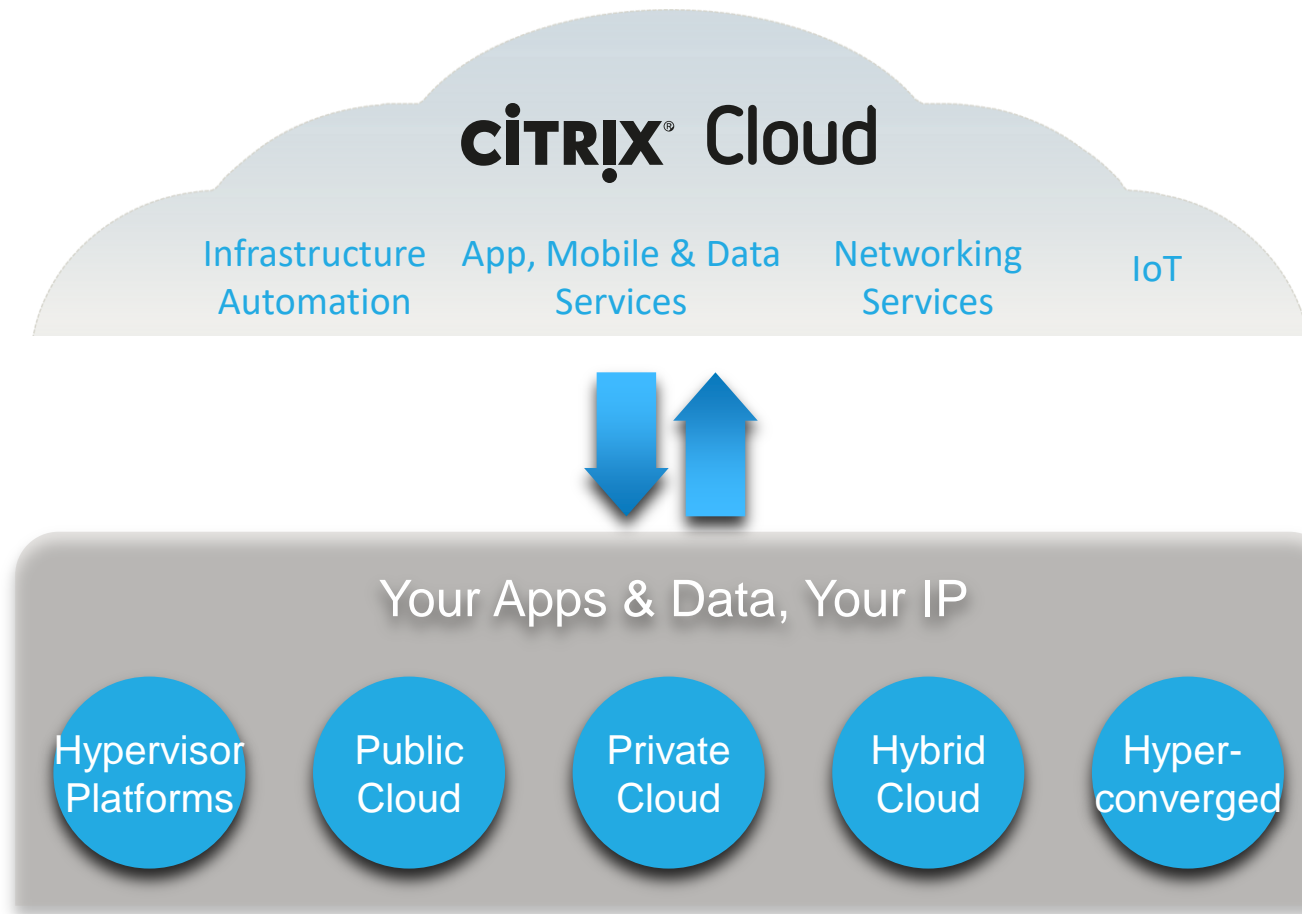 CiTRIX® Cloud
Infrastructure Automation
App, Mobile & Data Services
Networking Services
IoT
Your Apps & Data, Your IP
Hypervisor
Platforms
Public
Cloud
Private
Cloud
Hybrid
Cloud
Hyper-
converged